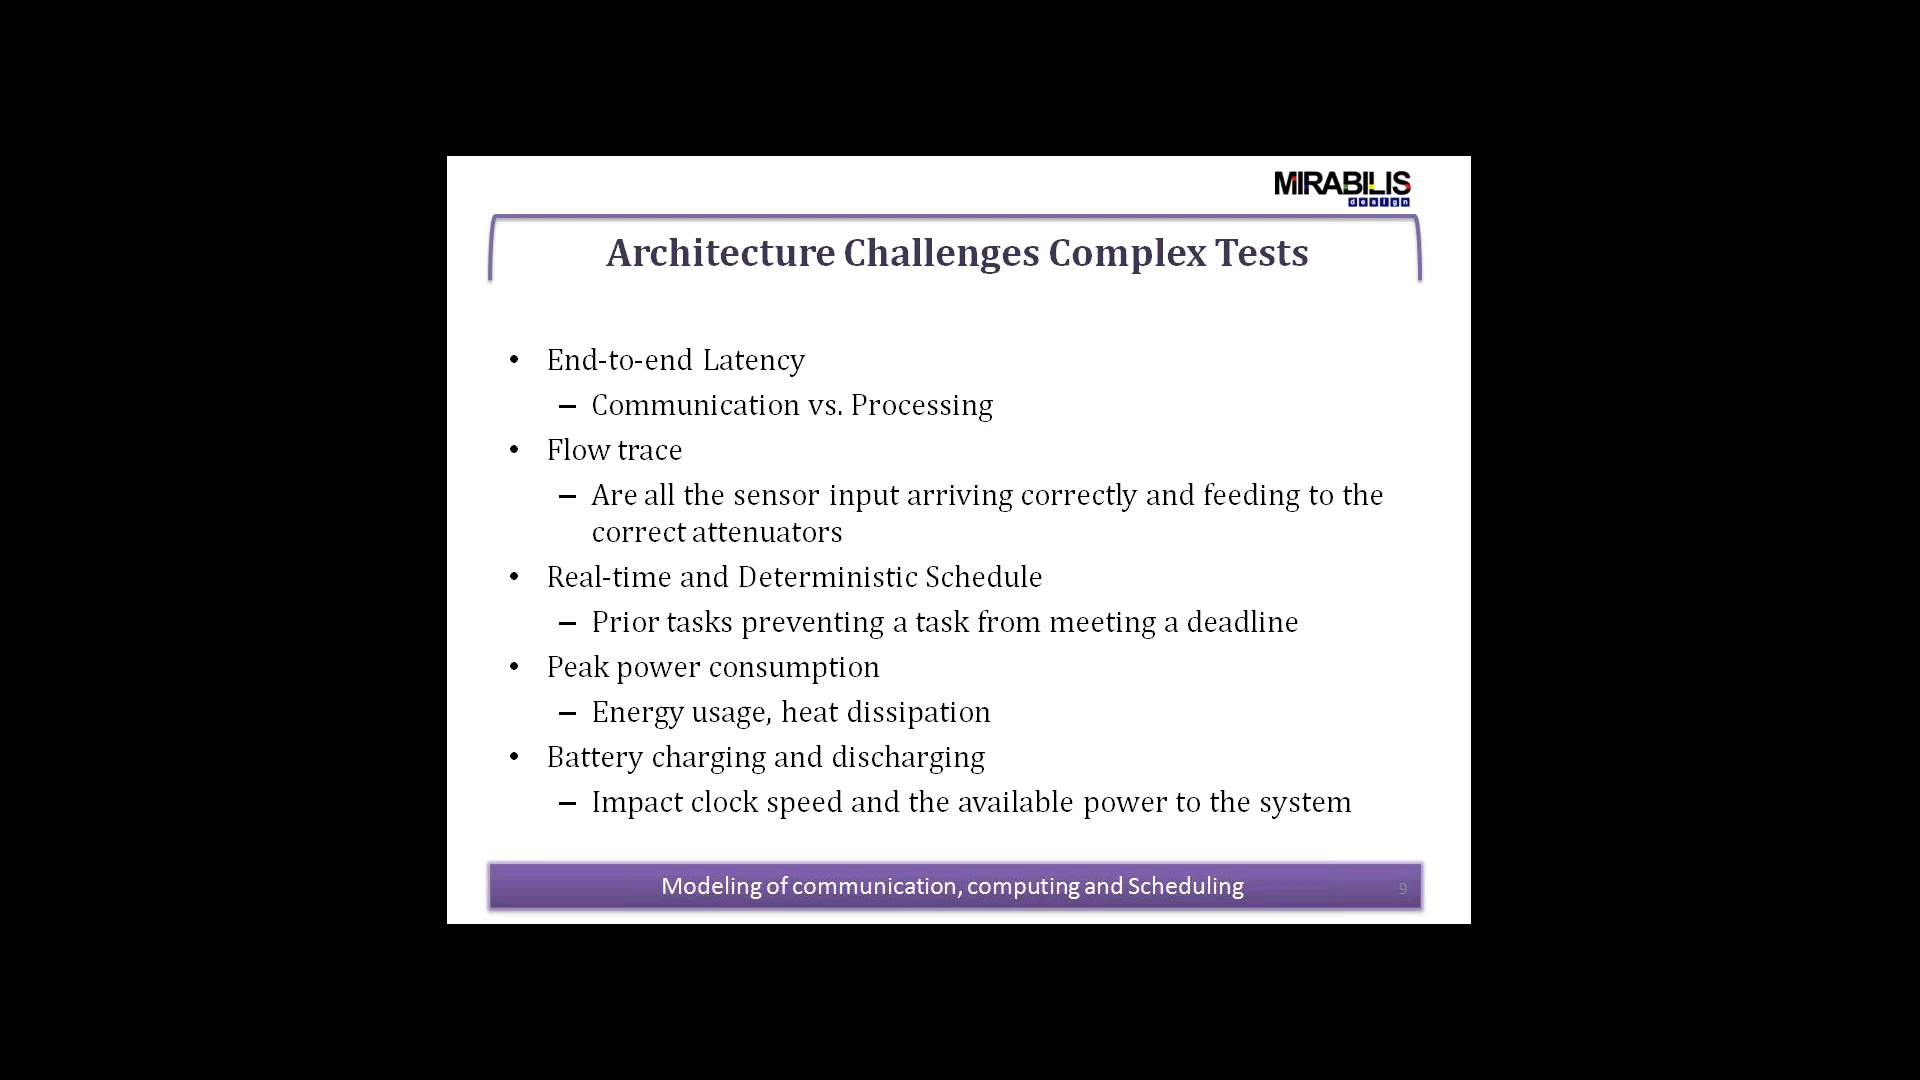 MIRABILIS
design
Architecture Challenges Complex Tests
• End-to-end Latency
– Communication vs. Processing
• Flow trace
– Are all the sensor input arriving correctly and feeding to the
correct attenuators
• Real-time and Deterministic Schedule
– Prior tasks preventing a task from meeting a deadline
• Peak power consumption
– Energy usage, heat dissipation
• Battery charging and discharging
– Impact clock speed and the available power to the system
Modeling of communication, computing and Scheduling
9